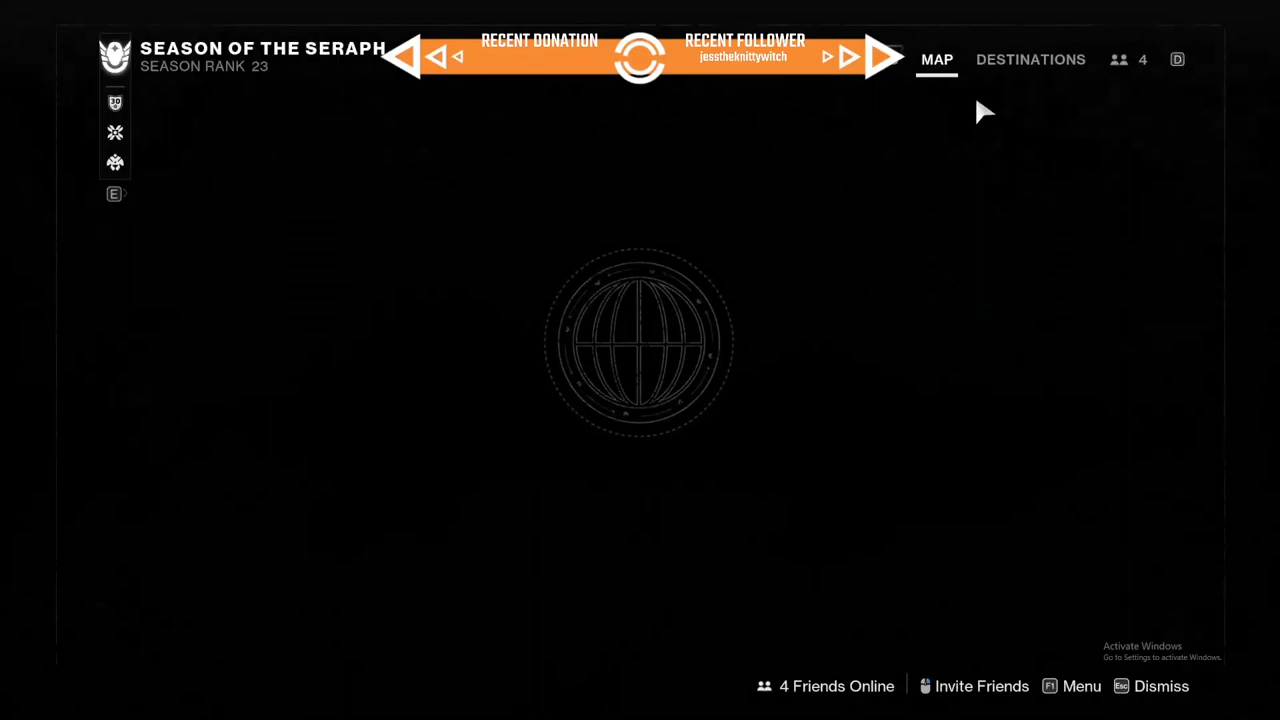 SEASON OF THE SERAPH
SEASON RANK 23
RECENT DONATION
RECENT FOLLOWER
jesstheknittywitch
MAP
DESTINATIONS
4
D
30
E
Activate Windows
Go to Settings to activate Windows.
4 Friends Online
Invite Friends
F1 Menu
Esc Dismiss